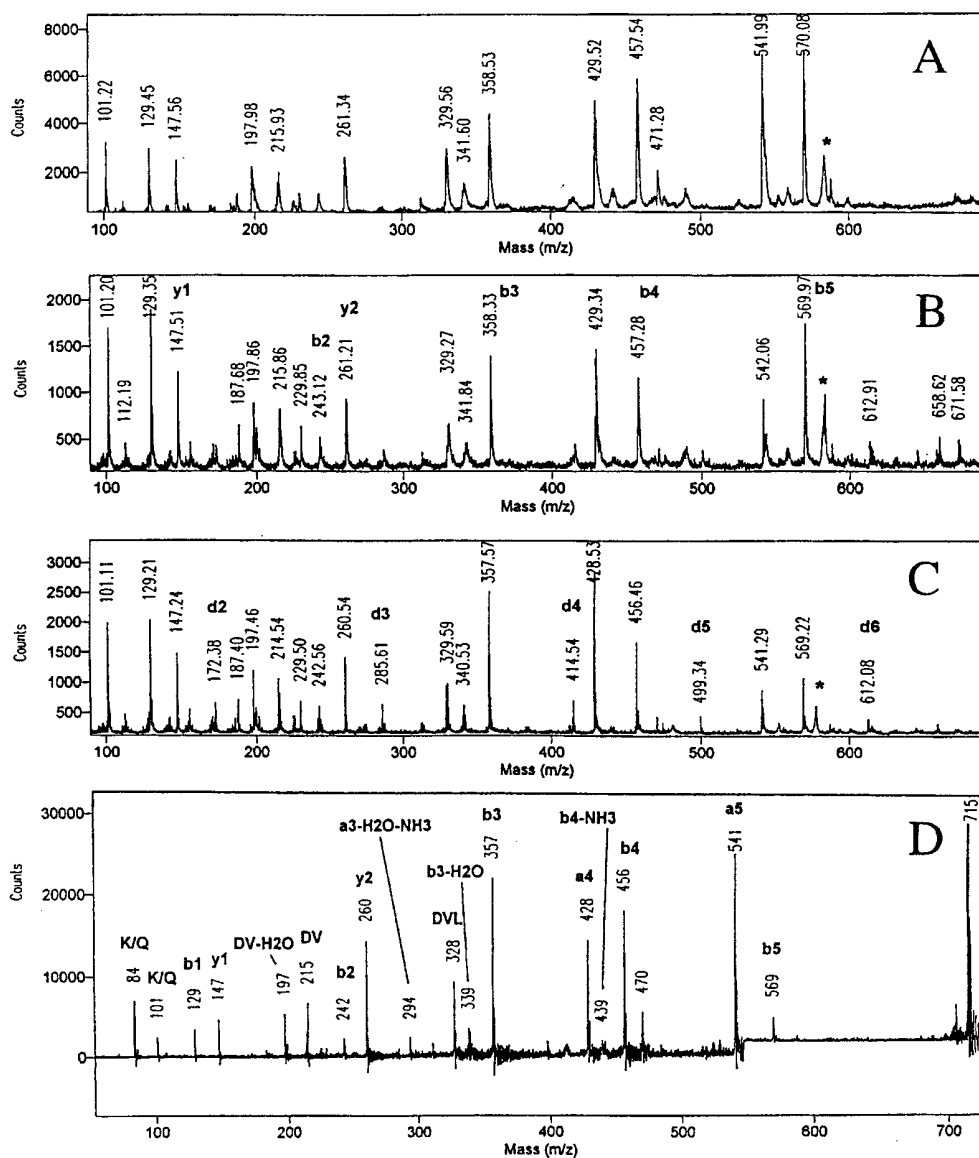 A
Counts
8000
6000
4000
2000
101.22
129.45
147.56
197.98
215.93
261.34
329.56
341.60
358.53
429.52
457.54
471.28
541.99
570.08
*
100 200 300 400 500 600
Mass (m/z)
B
Counts
2000
1500
1000
500
101.20
112.19
129.35
y1
147.51
187.68
197.86
215.86
229.85
b2
243.12
y2
261.21
329.27
341.84
b3
358.33
429.34
b4
457.28
542.06
b5
569.97
*
612.91
658.62
671.58
100 200 300 400 500 600
Mass (m/z)
C
Counts
3000
2500
2000
1500
1000
500
101.11
129.21
147.24
d2
172.38
187.40
197.46
214.54
229.50
242.56
260.54
d3
285.61
329.59
340.53
357.57
d4
414.54
428.53
456.46
d5
499.34
541.29
569.22
*
d6
612.08
100 200 300 400 500 600
Mass (m/z)
D
Counts
30000
20000
10000
0
K/Q
84
K/Q
101
b1
129
y1
147
DV-H2O
197
DV
215
b2
242
y2
260
a3-H2O-NH3
294
DVL
328
b3-H2O
339
b3
357
a4
428
b4-NH3
439
b4
456
470
a5
541
b5
569
715
100 200 300 400 500 600 700
Mass (m/z)